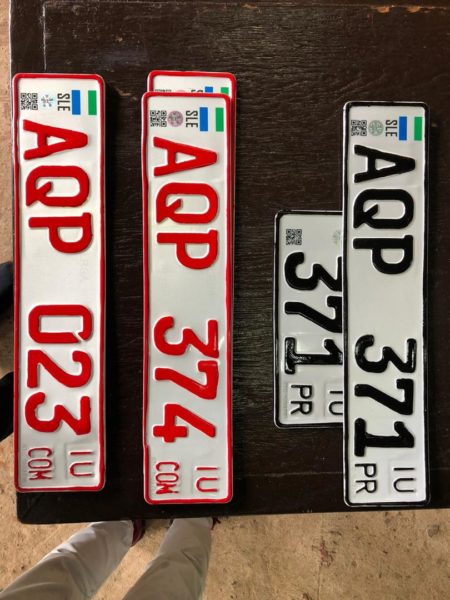 SLE AQP 023 IU
COM
SLE AQP 374 IU
COM
IU
371 PR
SLE AQP 371 IU
PR